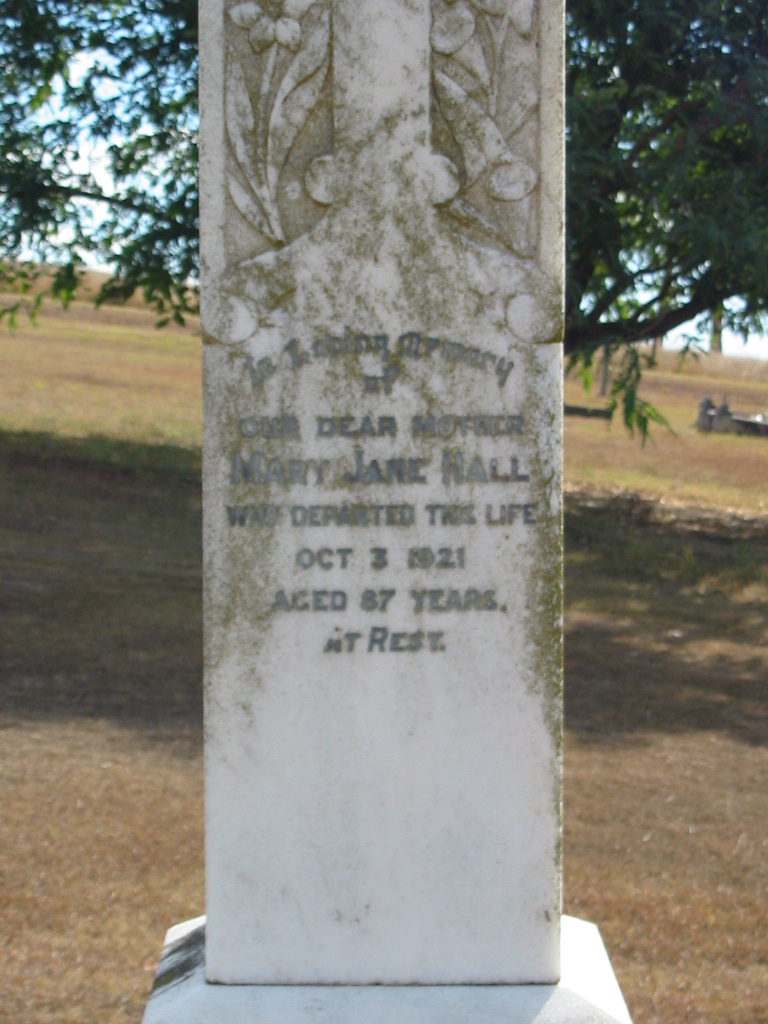 In Loving Memory
of
OUR DEAR MOTHER
MARY JANE HALL
WHO DEPARTED THIS LIFE
OCT 3 1921
AGED 87 YEARS.
AT REST.